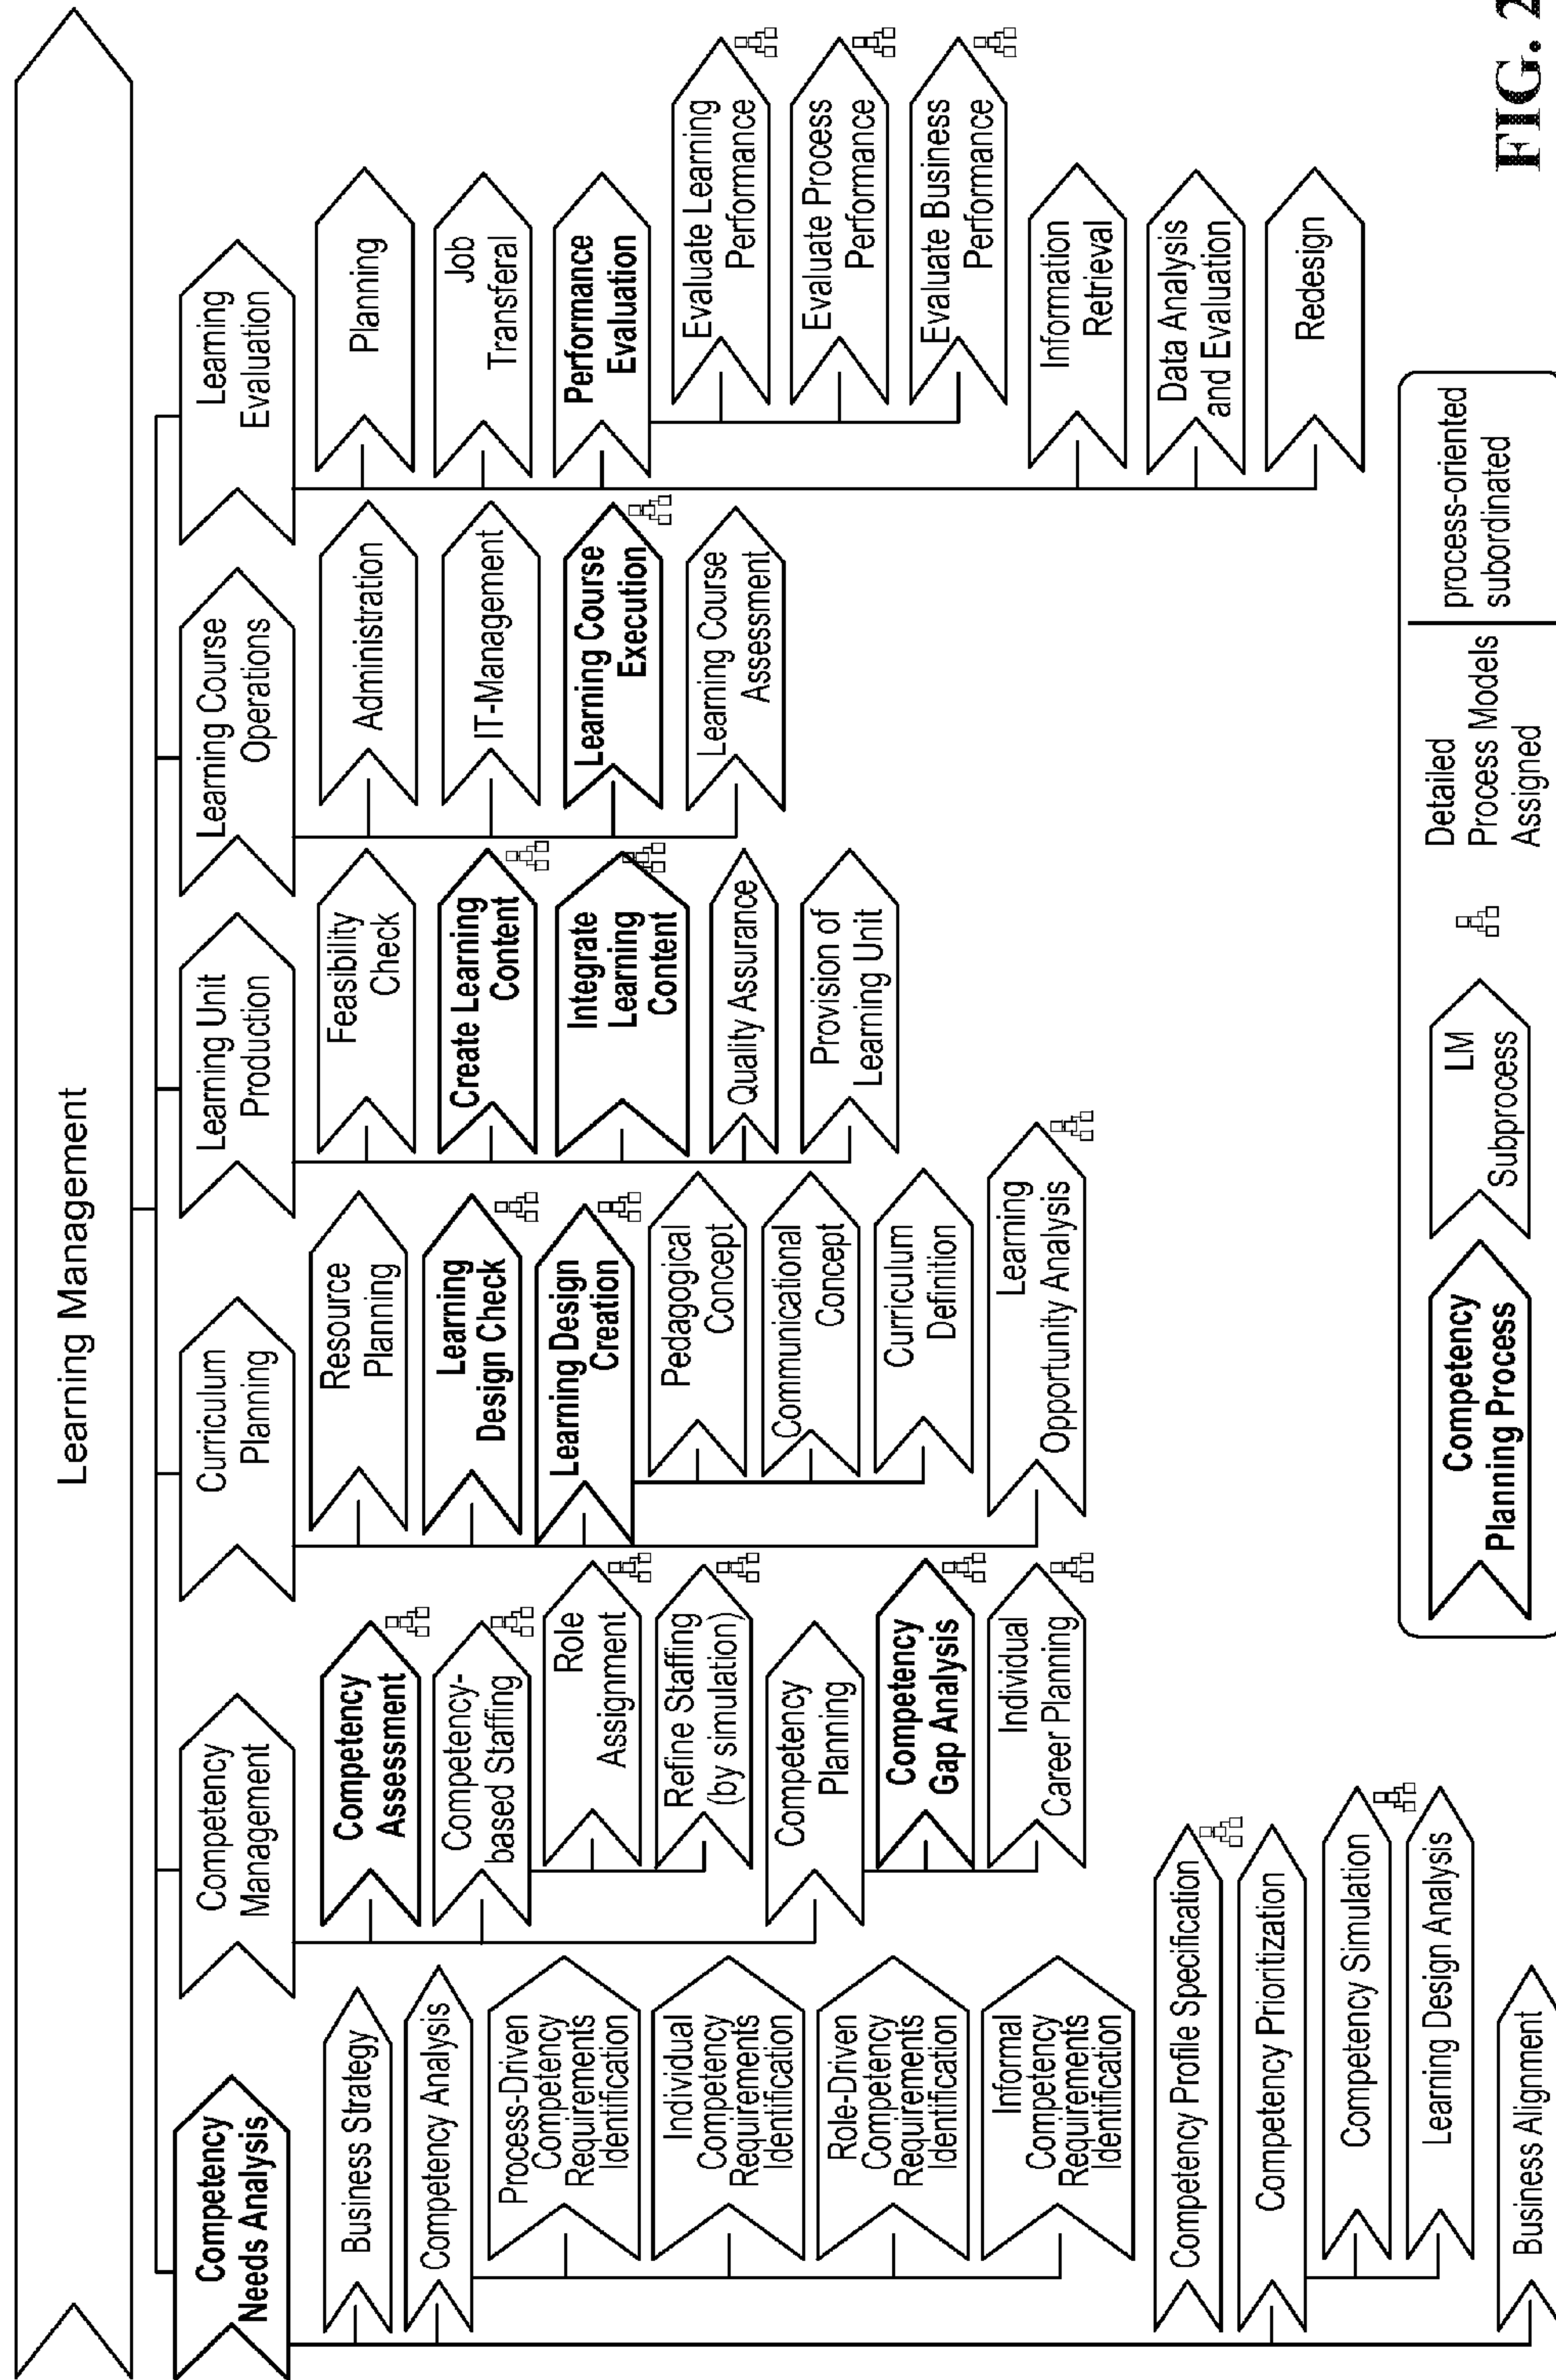 Learning Management
Competency
Needs Analysis
Business Strategy
Competency Analysis
Process-Driven
Competency
Requirements
Identification
Individual
Competency
Requirements
Identification
Role-Driven
Competency
Requirements
Identification
Informal
Competency
Requirements
Identification
Competency Profile Specification
Competency Prioritization
Competency Simulation
Learning Design Analysis
Business Alignment
Competency
Management
Competency
Assessment
Competency-
based Staffing
Role
Assignment
Refine Staffing
(by simulation)
Competency
Planning
Competency
Gap Analysis
Individual
Career Planning
Curriculum
Planning
Resource
Planning
Learning
Design Check
Learning Design
Creation
Pedagogical
Concept
Communicational
Concept
Curriculum
Definition
Learning
Opportunity Analysis
Learning Unit
Production
Feasibility
Check
Create Learning
Content
Integrate
Learning
Content
Quality Assurance
Provision of
Learning Unit
Learning Course
Operations
Administration
IT-Management
Learning Course
Execution
Learning Course
Assessment
Learning
Evaluation
Planning
Job
Transferal
Performance
Evaluation
Evaluate Learning
Performance
Evaluate Process
Performance
Evaluate Business
Performance
Information
Retrieval
Data Analysis
and Evaluation
Redesign
Competency
Planning Process
LM
Subprocess
Detailed
Process Models
Assigned
process-oriented
subordinated
FIG. 2